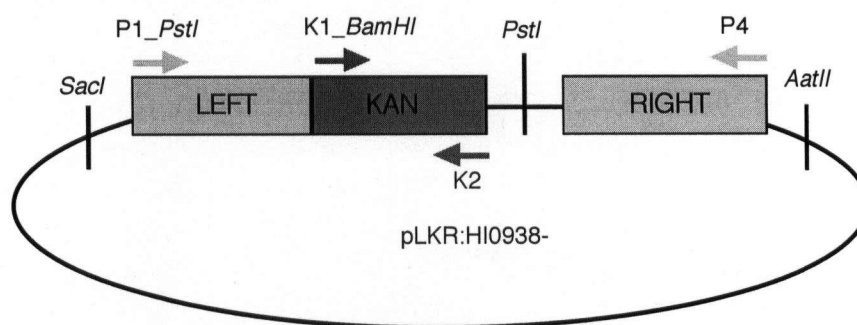 P1_PstI K1_BamHI PstI P4
SacI LEFT KAN RIGHT AatII
K2
pLKR:HI0938-